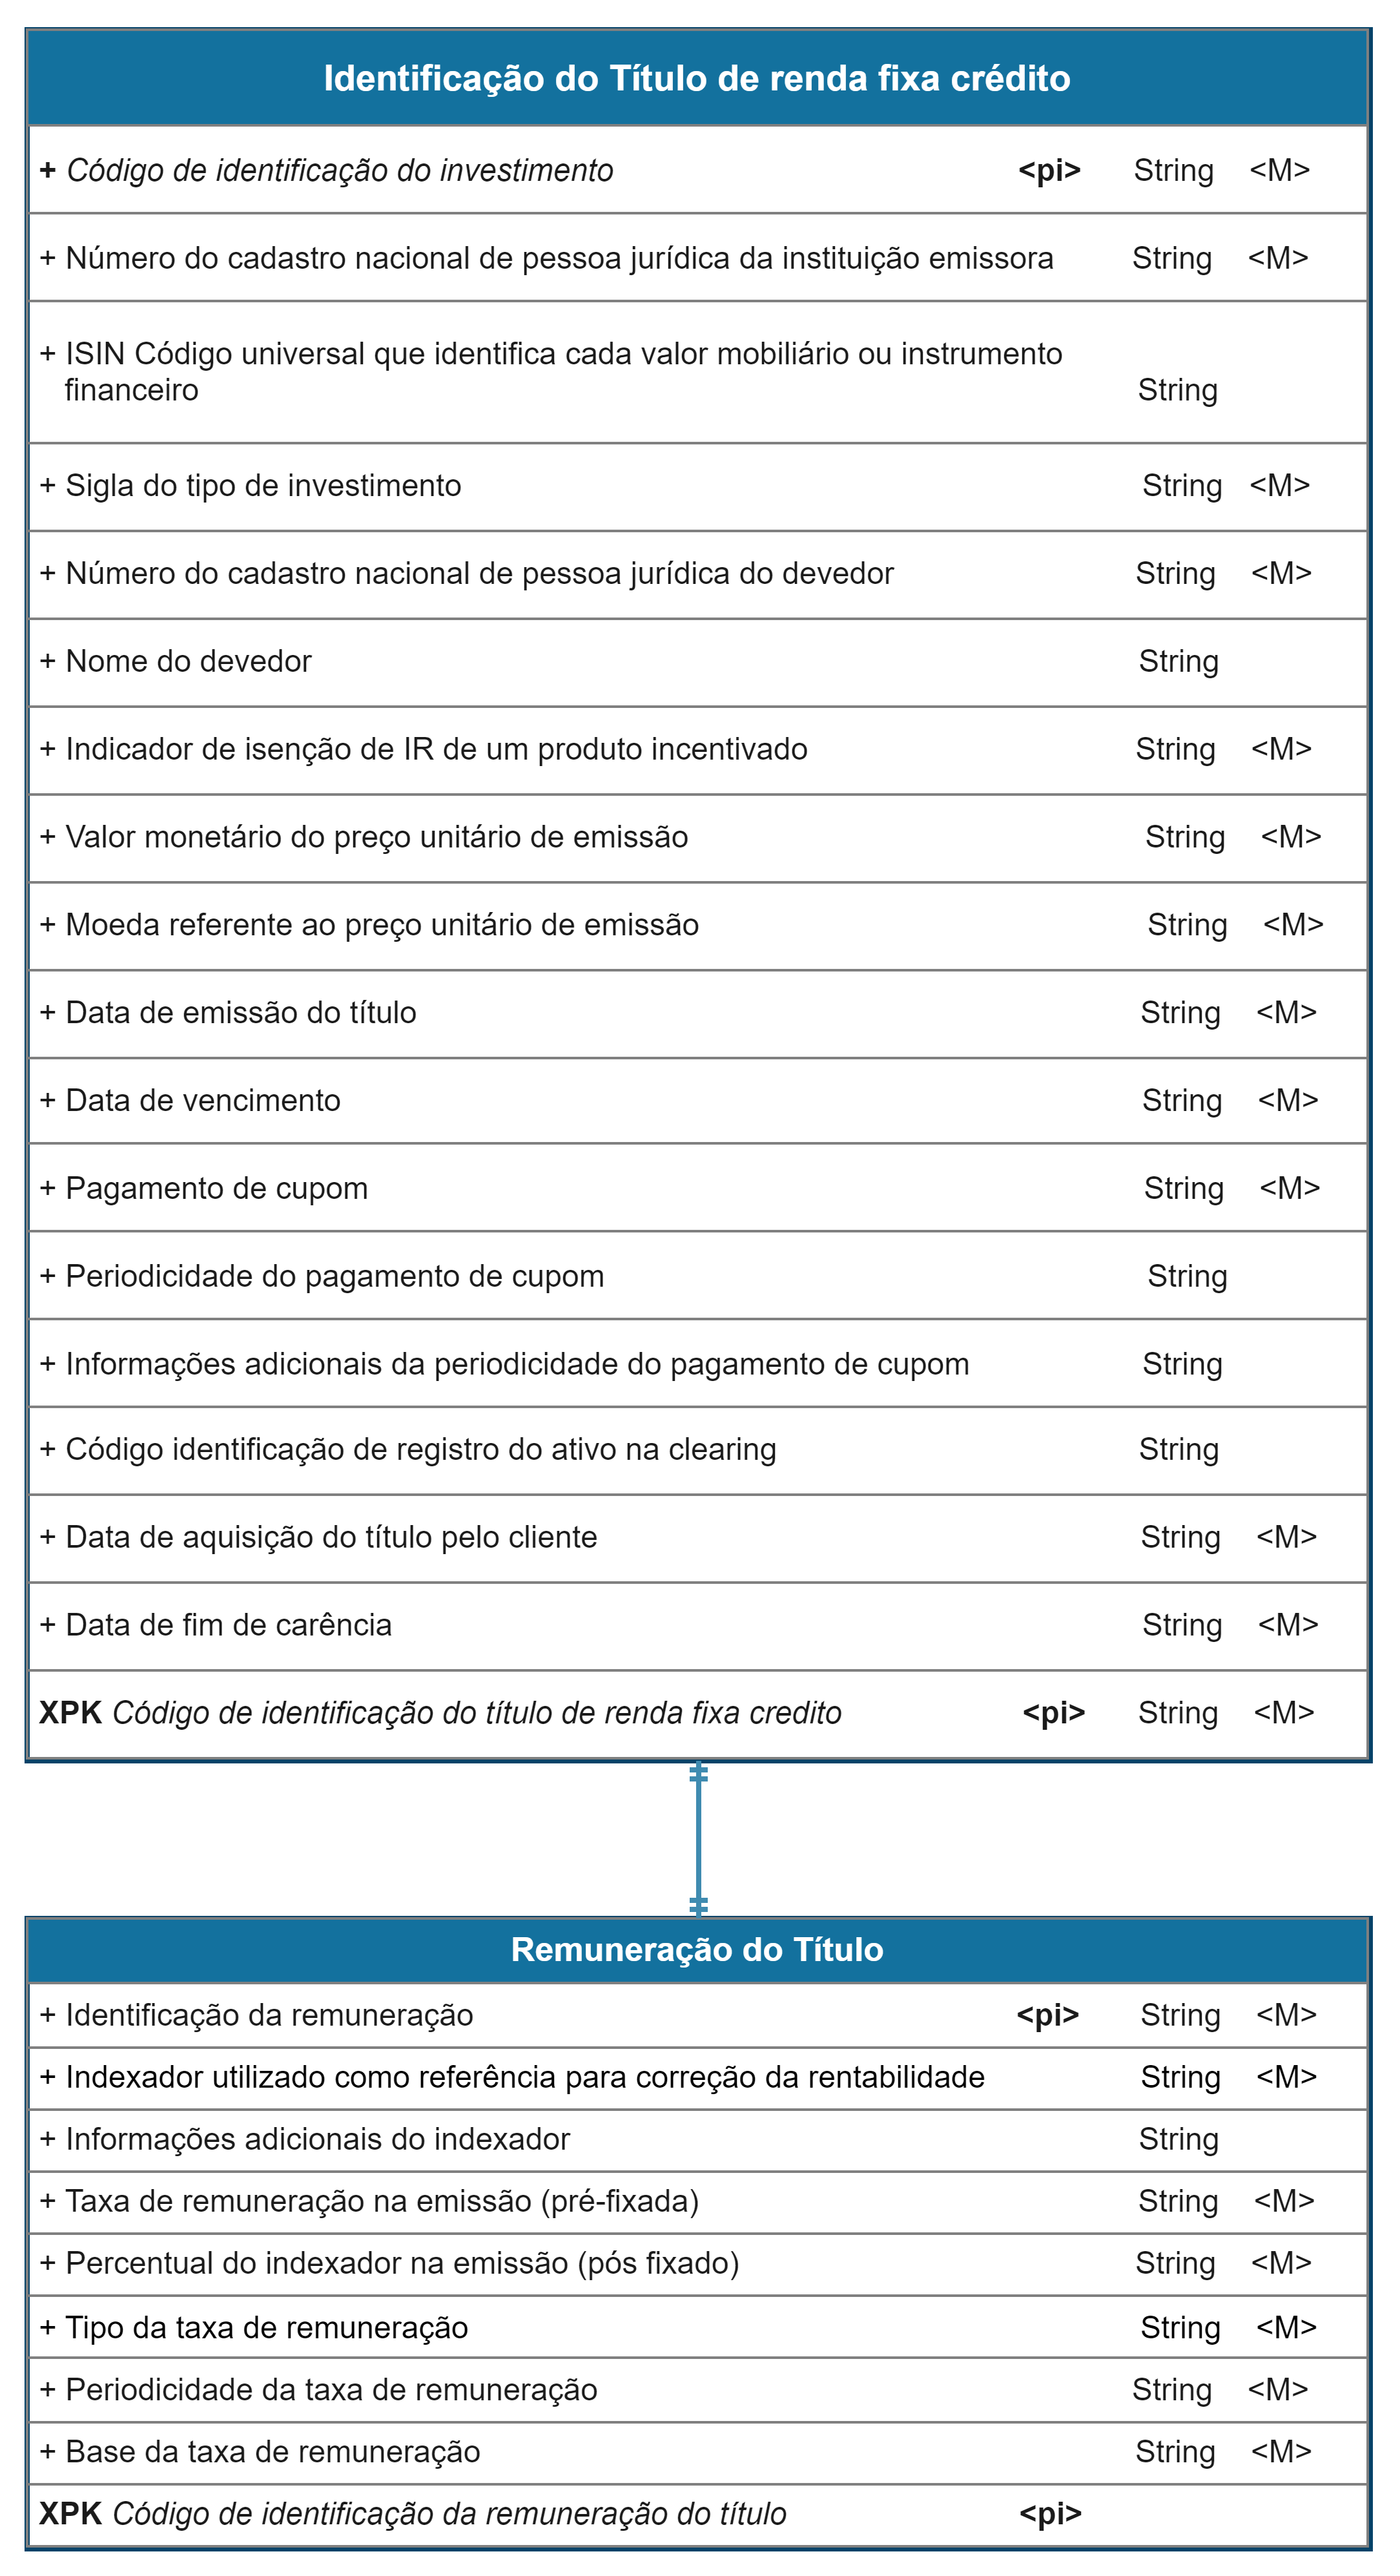 Identificação do Título de renda fixa crédito
+ Código de identificação do investimento <pi> String <M>
+ Número do cadastro nacional de pessoa jurídica da instituição emissora String <M>
+ ISIN Código universal que identifica cada valor mobiliário ou instrumento
financeiro String
+ Sigla do tipo de investimento String <M>
+ Número do cadastro nacional de pessoa jurídica do devedor String <M>
+ Nome do devedor String
+ Indicador de isenção de IR de um produto incentivado String <M>
+ Valor monetário do preço unitário de emissão String <M>
+ Moeda referente ao preço unitário de emissão String <M>
+ Data de emissão do título String <M>
+ Data de vencimento String <M>
+ Pagamento de cupom String <M>
+ Periodicidade do pagamento de cupom String
+ Informações adicionais da periodicidade do pagamento de cupom String
+ Código identificação de registro do ativo na clearing String
+ Data de aquisição do título pelo cliente String <M>
+ Data de fim de carência String <M>
XPK Código de identificação do título de renda fixa credito <pi> String <M>
Remuneração do Título
+ Identificação da remuneração <pi> String <M>
+ Indexador utilizado como referência para correção da rentabilidade String <M>
+ Informações adicionais do indexador String
+ Taxa de remuneração na emissão (pré-fixada) String <M>
+ Percentual do indexador na emissão (pós fixado) String <M>
+ Tipo da taxa de remuneração String <M>
+ Periodicidade da taxa de remuneração String <M>
+ Base da taxa de remuneração String <M>
XPK Código de identificação da remuneração do título <pi>